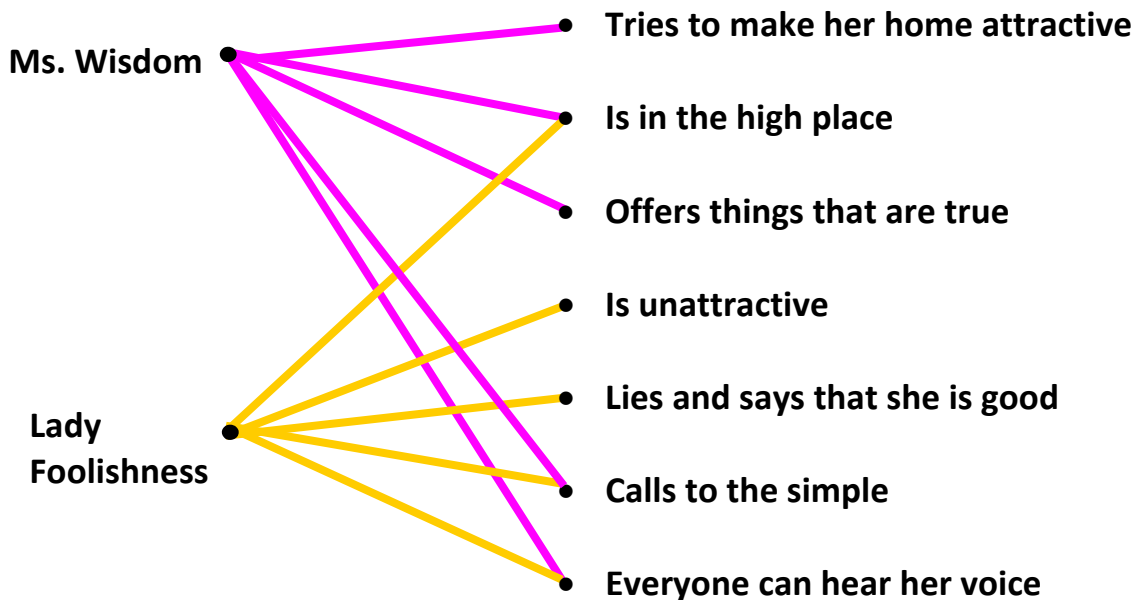 Ms. Wisdom
Lady
Foolishness
Tries to make her home attractive
Is in the high place
Offers things that are true
Is unattractive
Lies and says that she is good
Calls to the simple
Everyone can hear her voice